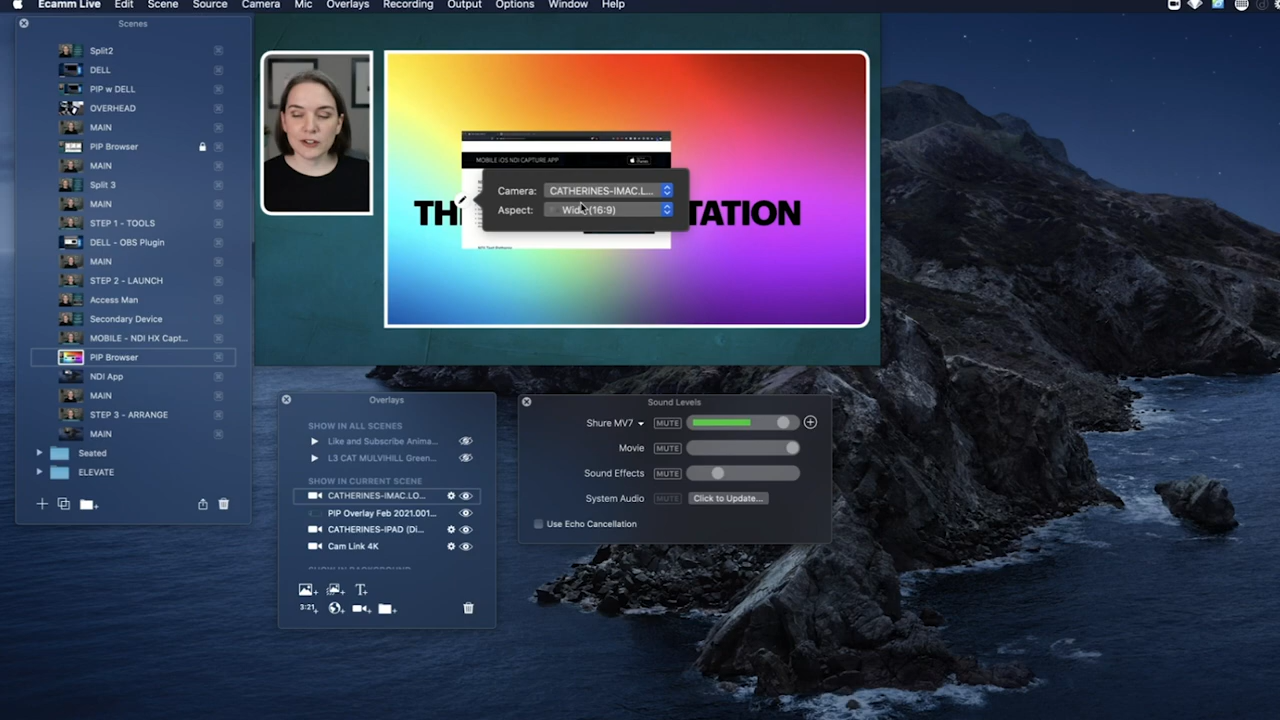 Ecamm Live Edit Scene Source Camera Mic Overlays Recording Output Options Window Help
Scenes
Split2
DELL
PIP w DELL
OVERHEAD
MAIN
PIP Browser
MAIN
Split 3
MAIN
STEP 1 - TOOLS
DELL - OBS Plugin
MAIN
STEP 2 - LAUNCH
Access Man
Secondary Device
MOBILE - NDI HX Capt...
PIP Browser
NDI App
MAIN
STEP 3 - ARRANGE
MAIN
Seated
ELEVATE
MOBILE iOS NDI CAPTURE APP
Camera: CATHERINES-IMAC.L...
Aspect: Wide (16:9)
TH TATION
Overlays
SHOW IN ALL SCENES
Like and Subscribe Anima...
L3 CAT MULVIHILL Green...
SHOW IN CURRENT SCENE
CATHERINES-IMAC.LO...
PIP Overlay Feb 2021.001...
CATHERINES-IPAD (Di...
Cam Link 4K
3:21
Sound Levels
Shure MV7 MUTE
Movie MUTE
Sound Effects MUTE
System Audio MUTE Click to Update...
Use Echo Cancellation